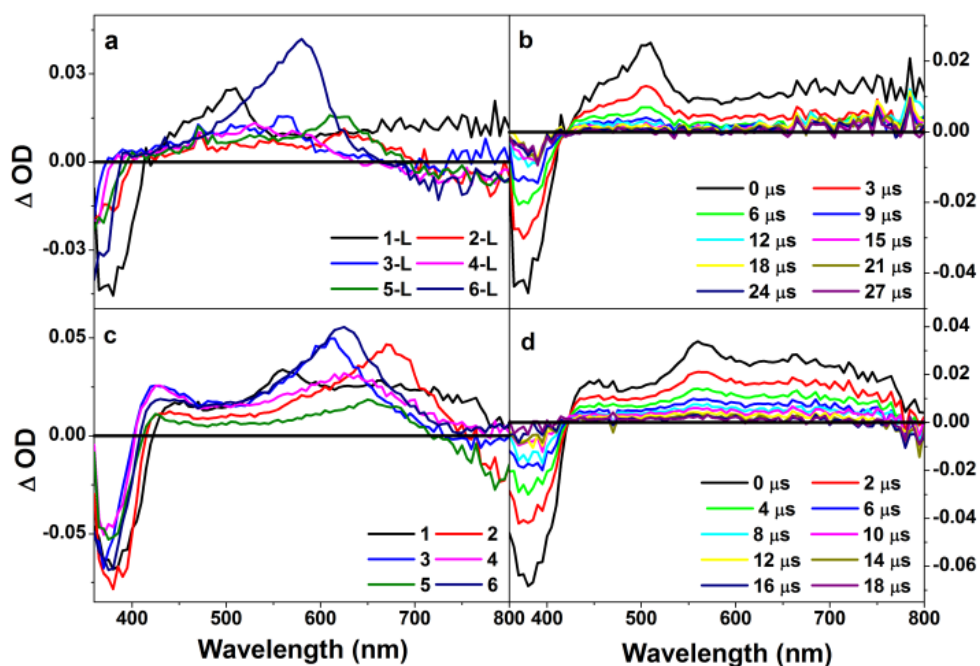 a
b
0.03
0.00
-0.03
Δ OD
1-L 2-L
3-L 4-L
5-L 6-L
0.02
0.00
-0.02
-0.04
0 μs 3 μs
6 μs 9 μs
12 μs 15 μs
18 μs 21 μs
24 μs 27 μs
c
d
0.05
0.00
-0.05
Δ OD
1 2
3 4
5 6
0.04
0.02
0.00
-0.02
-0.04
-0.06
0 μs 2 μs
4 μs 6 μs
8 μs 10 μs
12 μs 14 μs
16 μs 18 μs
400 500 600 700 800 400 500 600 700 800
Wavelength (nm) Wavelength (nm)